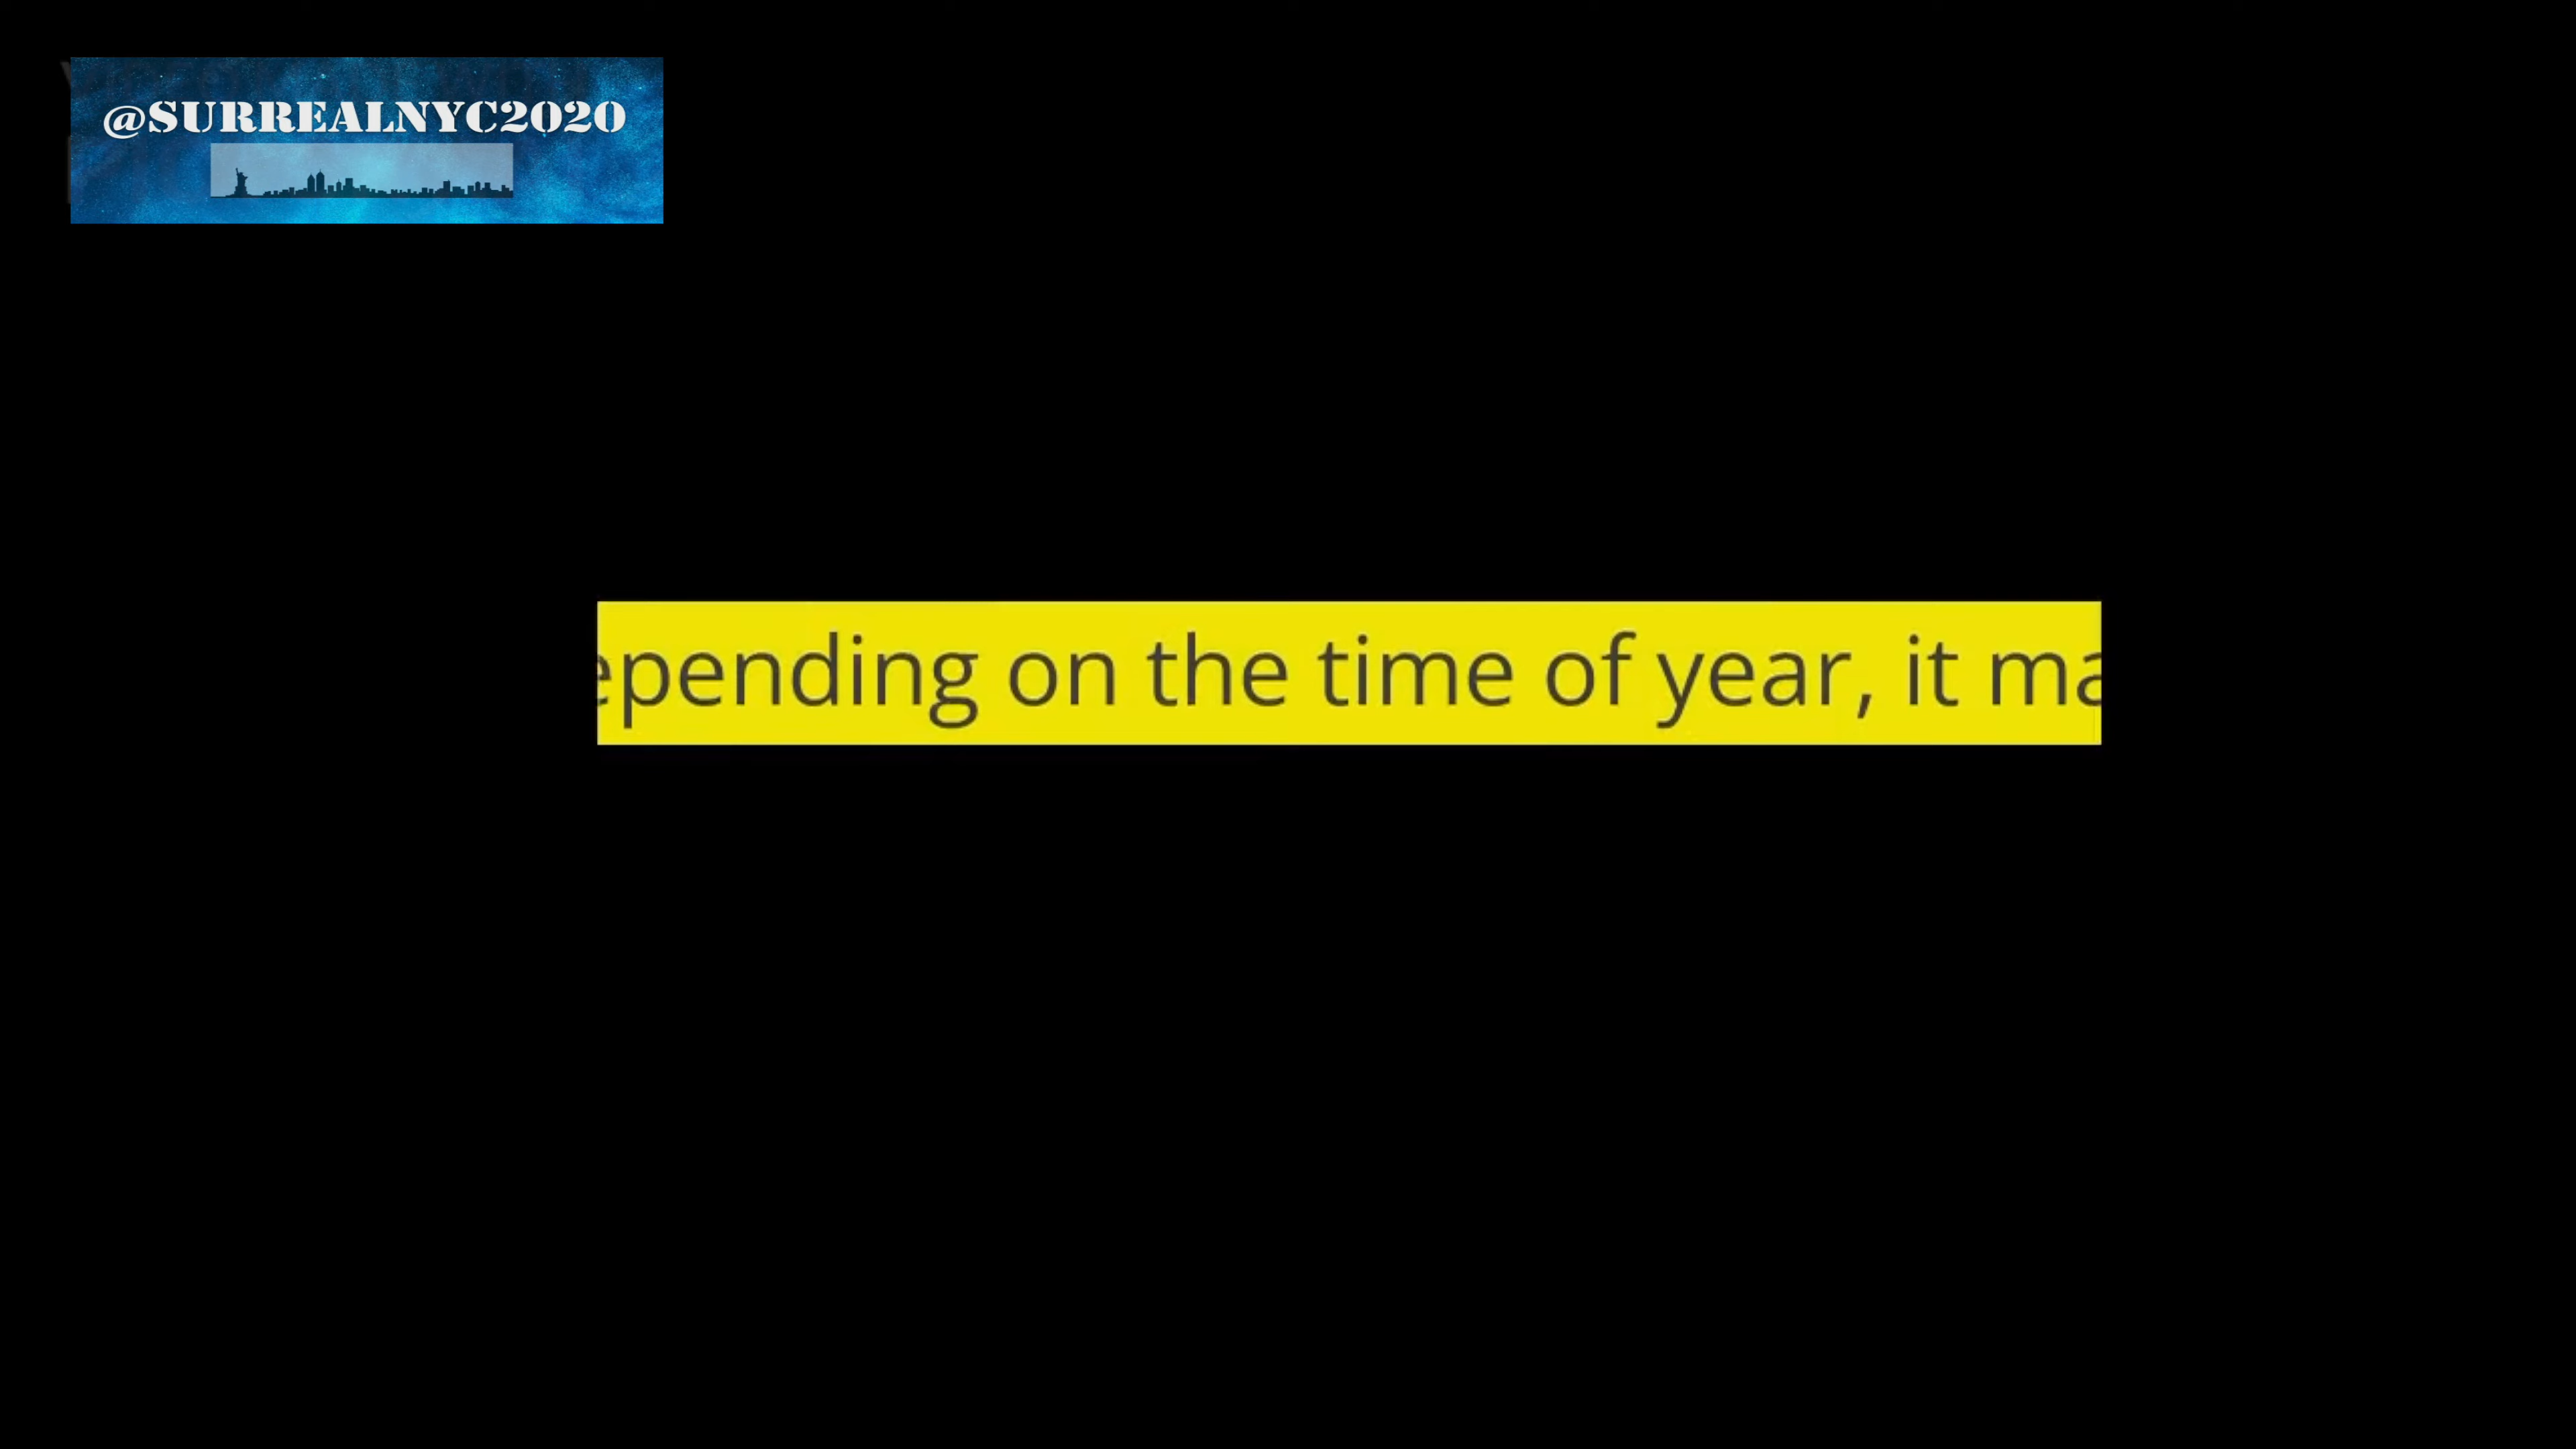 @SURREALNYC2020
epending on the time of year, it ma